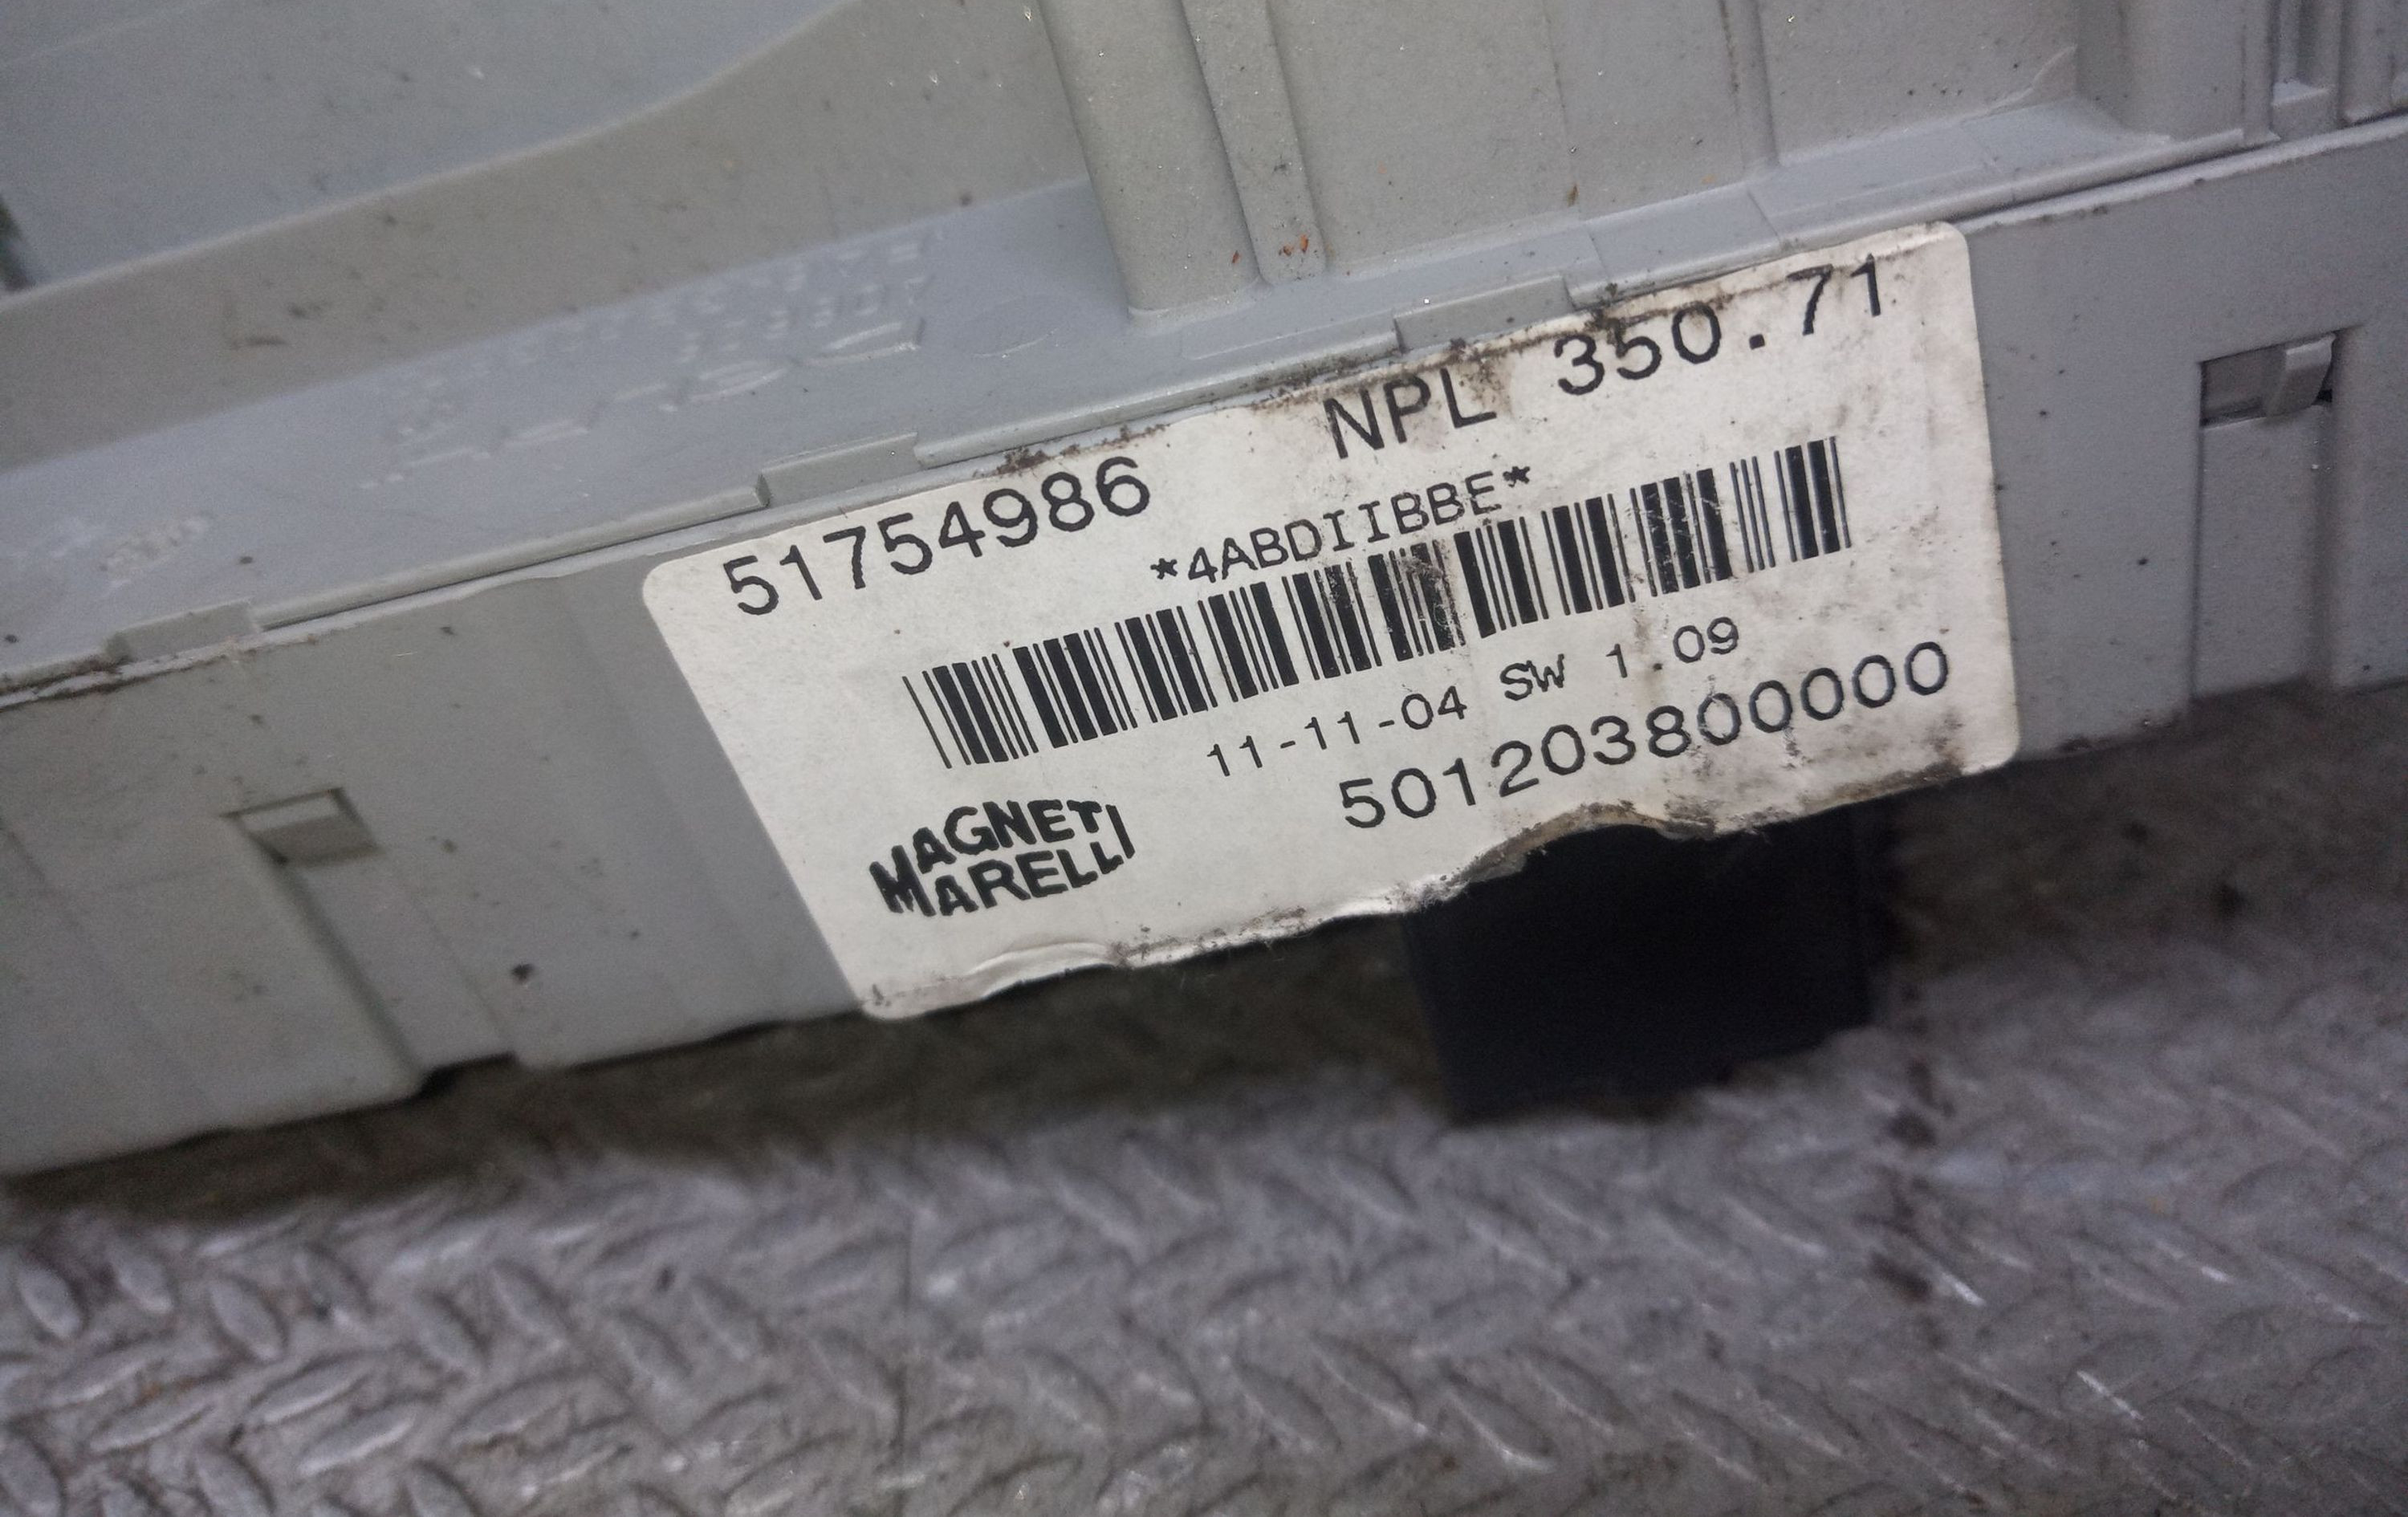 51754986 NPL 350.71
*4ABDIIBBE*
11-11-04 SW 1.09
501203800000
MAGNETI
MARELLI